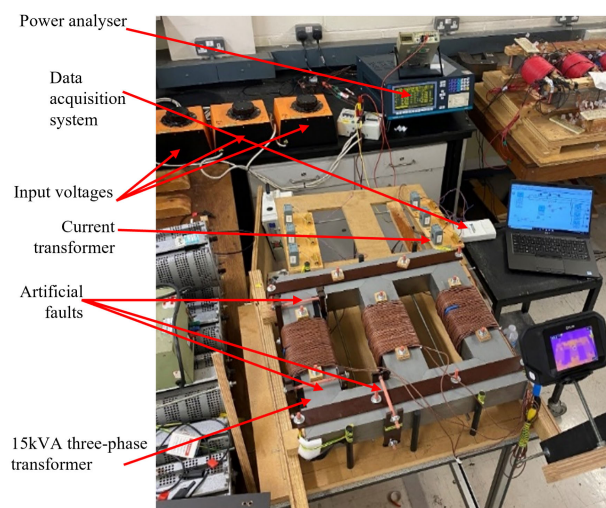 Power analyser
Data
acquisition
system
Input voltages
Current
transformer
Artificial
faults
15kVA three-phase
transformer